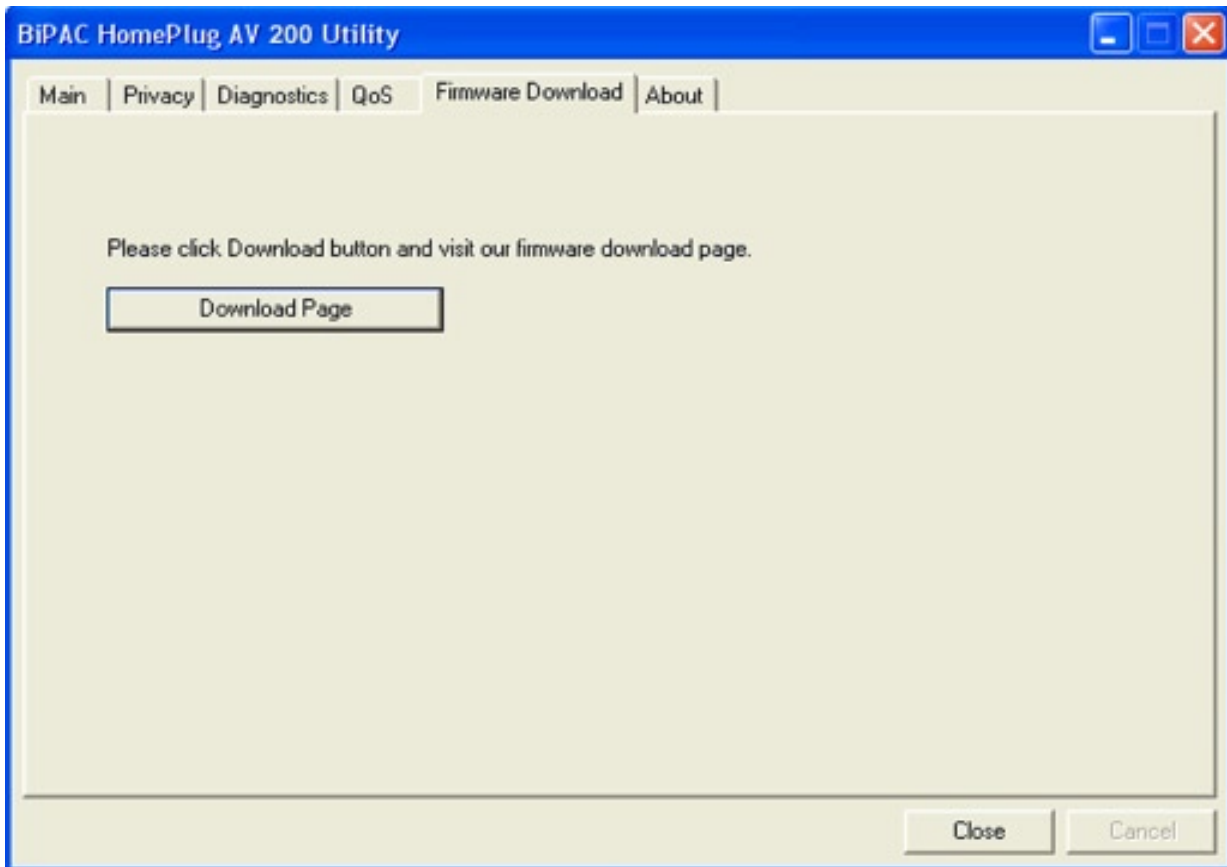 BiPAC HomePlug AV 200 Utility
Main Privacy Diagnostics QoS Firmware Download About
Please click Download button and visit our firmware download page.
Download Page
Close Cancel